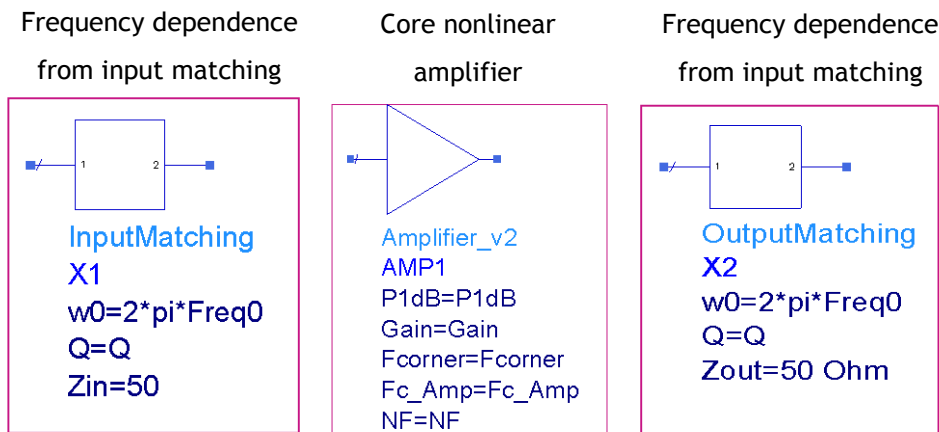 Frequency dependence
from input matching
1 2
InputMatching
X1
w0=2*pi*Freq0
Q=Q
Zin=50
Core nonlinear
amplifier
Amplifier_v2
AMP1
P1dB=P1dB
Gain=Gain
Fcorner=Fcorner
Fc_Amp=Fc_Amp
NF=NF
Frequency dependence
from input matching
1 2
OutputMatching
X2
w0=2*pi*Freq0
Q=Q
Zout=50 Ohm